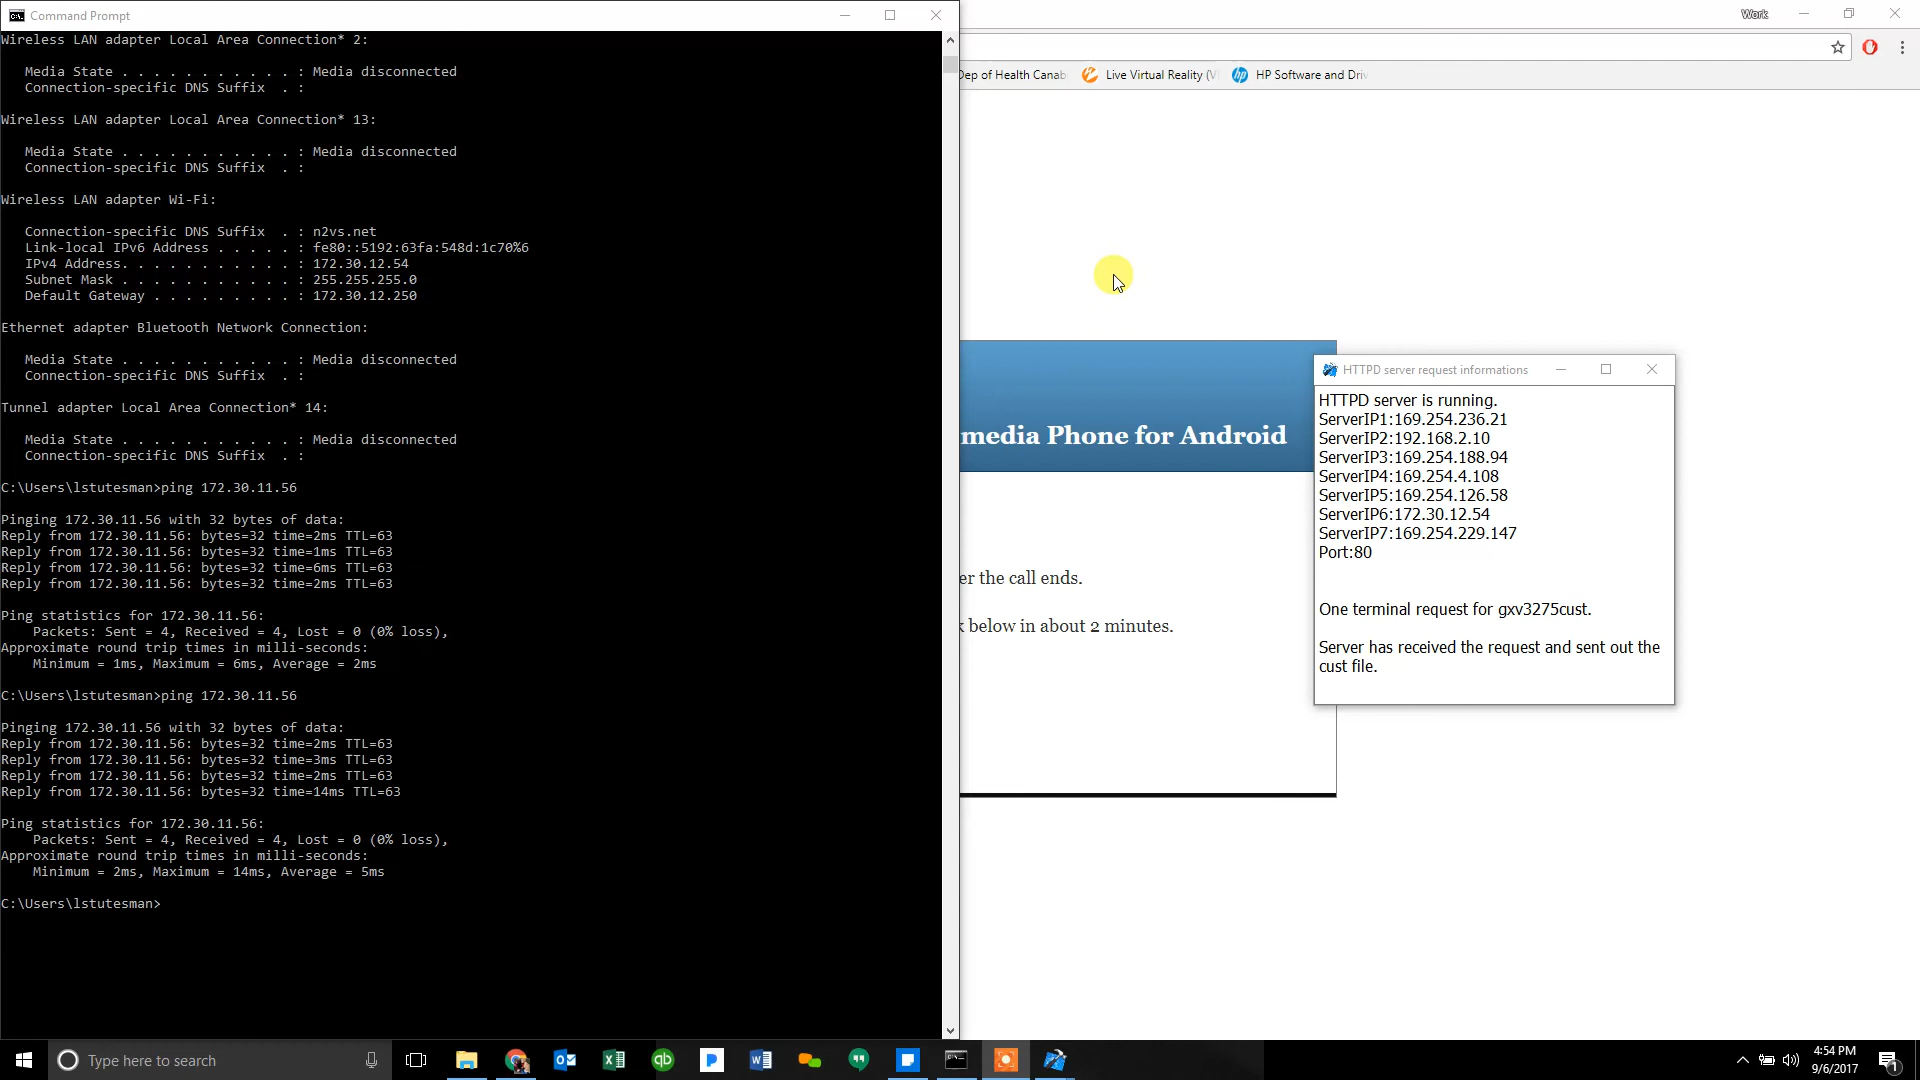 Command Prompt
Wireless LAN adapter Local Area Connection* 2:
Media State . . . . . . . . . . . : Media disconnected
Connection-specific DNS Suffix  . :
Wireless LAN adapter Local Area Connection* 13:
Media State . . . . . . . . . . . : Media disconnected
Connection-specific DNS Suffix  . :
Wireless LAN adapter Wi-Fi:
Connection-specific DNS Suffix  . : n2vs.net
Link-local IPv6 Address . . . . . : fe80::5192:63fa:548d:1c70%6
IPv4 Address. . . . . . . . . . . : 172.30.12.54
Subnet Mask . . . . . . . . . . . : 255.255.255.0
Default Gateway . . . . . . . . . : 172.30.12.250
Ethernet adapter Bluetooth Network Connection:
Media State . . . . . . . . . . . : Media disconnected
Connection-specific DNS Suffix  . :
Tunnel adapter Local Area Connection* 14:
Media State . . . . . . . . . . . : Media disconnected
Connection-specific DNS Suffix  . :
C:\Users\lstutesman>ping 172.30.11.56
Pinging 172.30.11.56 with 32 bytes of data:
Reply from 172.30.11.56: bytes=32 time=2ms TTL=63
Reply from 172.30.11.56: bytes=32 time=1ms TTL=63
Reply from 172.30.11.56: bytes=32 time=6ms TTL=63
Reply from 172.30.11.56: bytes=32 time=2ms TTL=63
Ping statistics for 172.30.11.56:
Packets: Sent = 4, Received = 4, Lost = 0 (0% loss),
Approximate round trip times in milli-seconds:
Minimum = 1ms, Maximum = 6ms, Average = 2ms
C:\Users\lstutesman>ping 172.30.11.56
Pinging 172.30.11.56 with 32 bytes of data:
Reply from 172.30.11.56: bytes=32 time=2ms TTL=63
Reply from 172.30.11.56: bytes=32 time=3ms TTL=63
Reply from 172.30.11.56: bytes=32 time=2ms TTL=63
Reply from 172.30.11.56: bytes=32 time=14ms TTL=63
Ping statistics for 172.30.11.56:
Packets: Sent = 4, Received = 4, Lost = 0 (0% loss),
Approximate round trip times in milli-seconds:
Minimum = 2ms, Maximum = 14ms, Average = 5ms
C:\Users\lstutesman>
Work
Dep of Health Canab
Live Virtual Reality (V
HP Software and Driv
media Phone for Android
er the call ends.
k below in about 2 minutes.
HTTPD server request informations
HTTPD server is running.
ServerIP1:169.254.236.21
ServerIP2:192.168.2.10
ServerIP3:169.254.188.94
ServerIP4:169.254.4.108
ServerIP5:169.254.126.58
ServerIP6:172.30.12.54
ServerIP7:169.254.229.147
Port:80
One terminal request for gxv3275cust.
Server has received the request and sent out the
cust file.
Type here to search
4:54 PM
9/6/2017
1